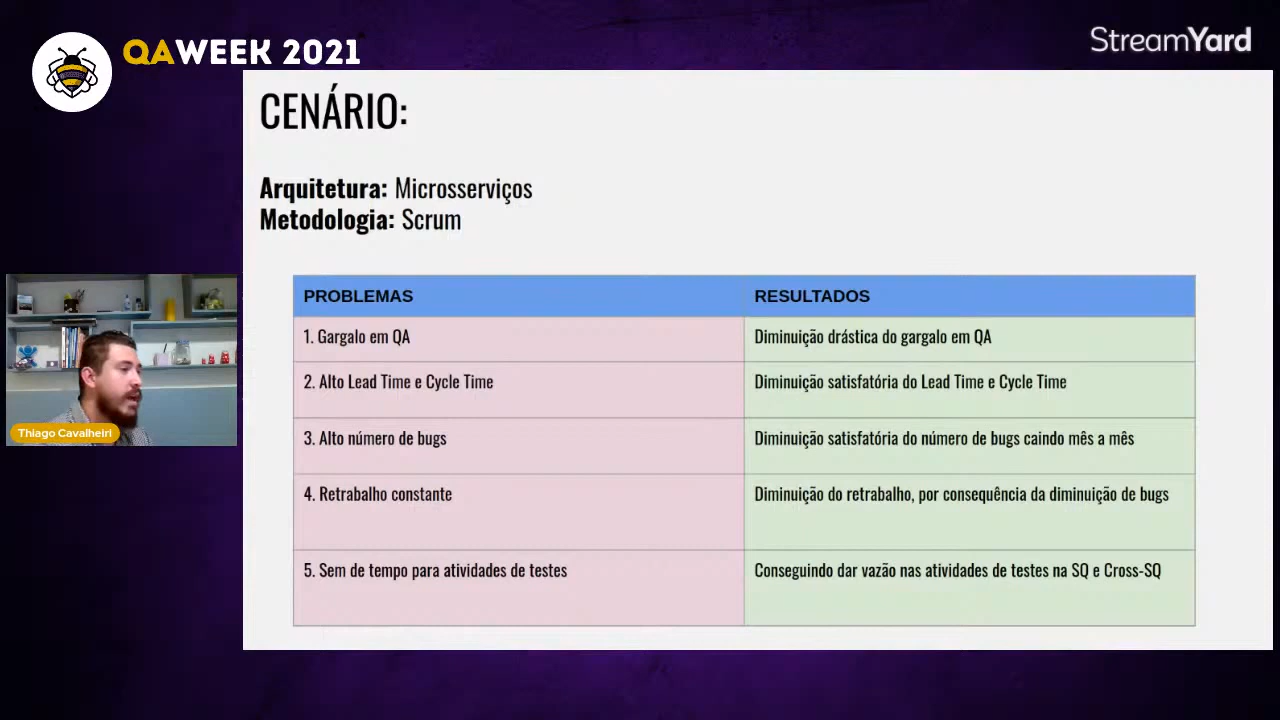 QAWEEK 2021
StreamYard
CENÁRIO:
Arquitetura: Microsserviços
Metodologia: Scrum
PROBLEMAS
RESULTADOS
1. Gargalo em QA
Diminuição drástica do gargalo em QA
2. Alto Lead Time e Cycle Time
Diminuição satisfatória do Lead Time e Cycle Time
3. Alto número de bugs
Diminuição satisfatória do número de bugs caindo mês a mês
4. Retrabalho constante
Diminuição do retrabalho, por consequência da diminuição de bugs
5. Sem de tempo para atividades de testes
Conseguindo dar vazão nas atividades de testes na SQ e Cross-SQ
Thiago Cavalheiri